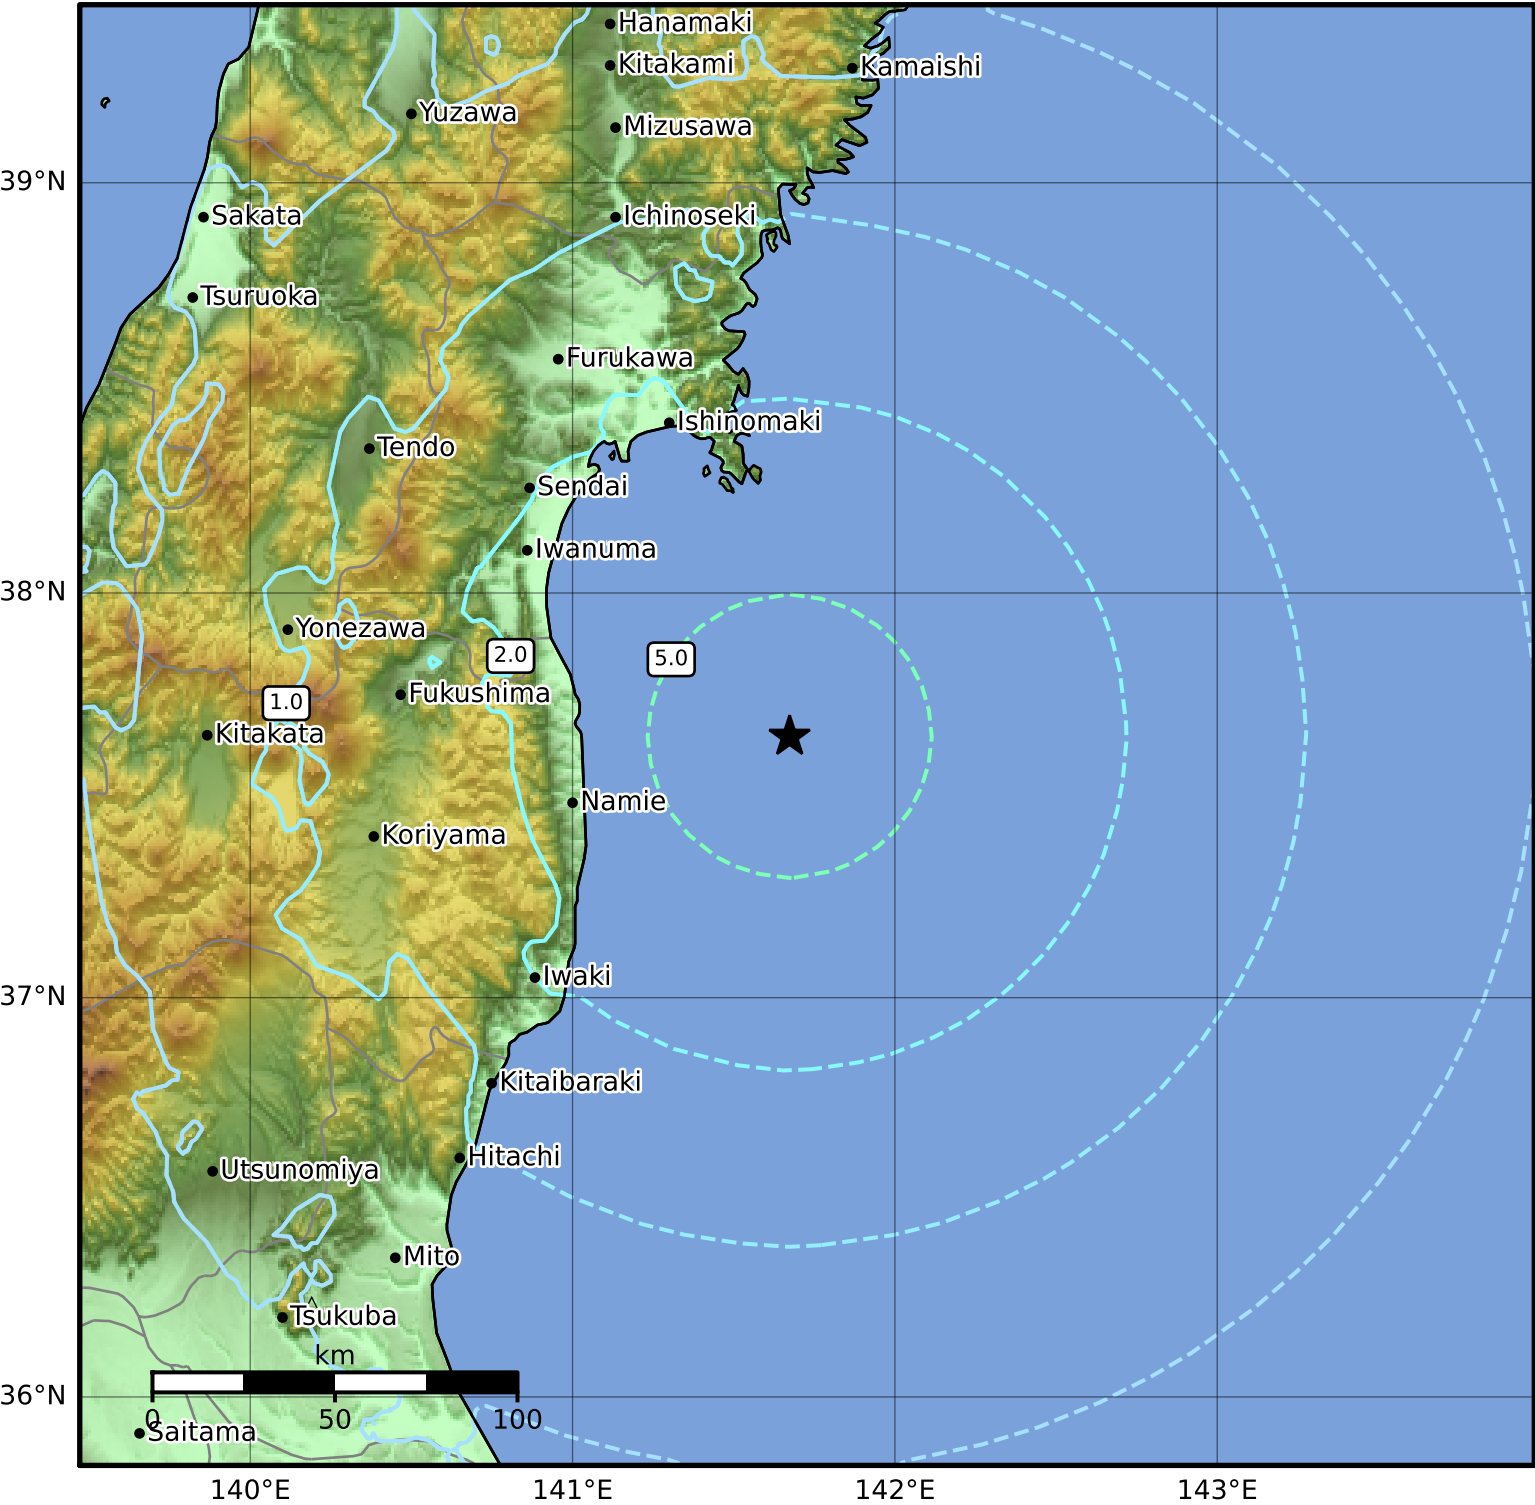 Hanamaki
Kitakami
Kamaishi
Yuzawa
Mizusawa
39°N
Sakata
Ichinoseki
Tsuruoka
Furukawa
Ishinomaki
Tendo
Sendai
Iwanuma
38°N
Yonezawa
2.0
5.0
Fukushima
1.0
Kitakata
Namie
Koriyama
Iwaki
37°N
Kitaibaraki
Hitachi
Utsunomiya
Mito
Tsukuba
km
36°N
0 50 100
Saitama
140°E 141°E 142°E 143°E